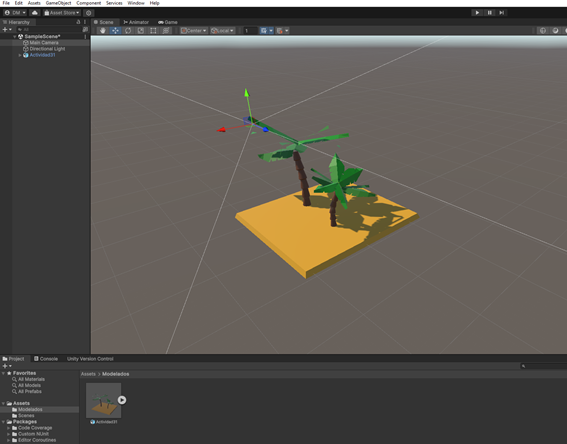 File Edit Assets GameObject Component Services Window Help
DM Asset Store
Hierarchy Scene Animator Game
All Center Local 1
SampleScene*
Main Camera
Directional Light
Actividad01
Project Console Unity Version Control
Favorites
All Materials
All Models
All Prefabs
Assets
Modelados
Scenes
Packages
Code Coverage
Custom NUnit
Editor Coroutines
Assets > Modelados
Actividad01